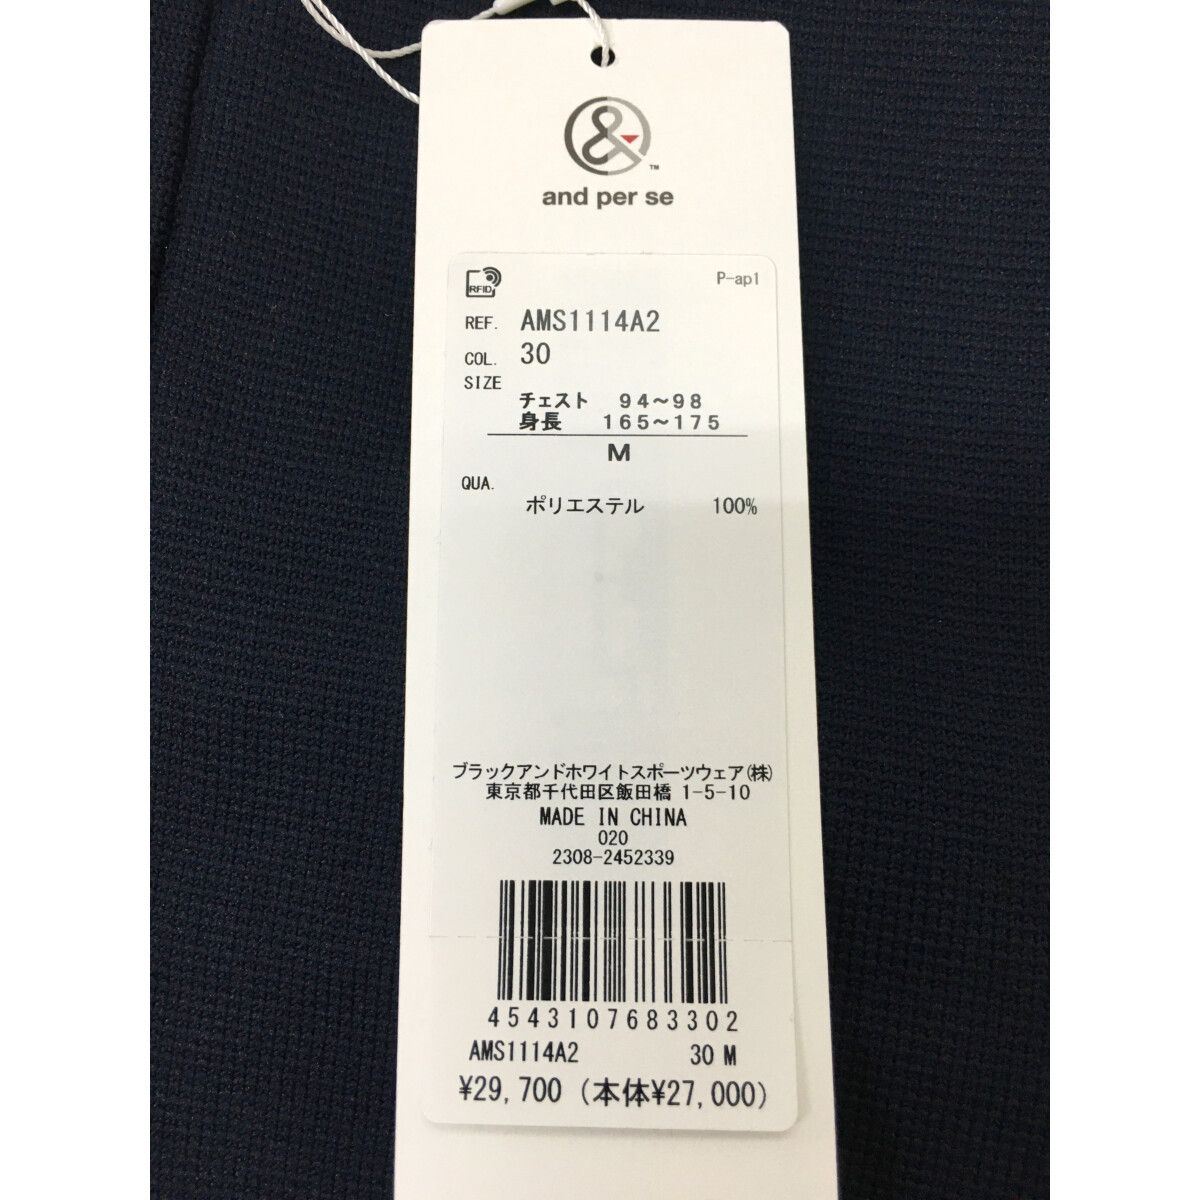 &
TM
and per se
RFID
P-ap1
REF. AMS1114A2
COL. 30
SIZE
チェスト 94～98
身長 165～175
M
QUA.
ポリエステル 100%
ブラックアンドホワイトスポーツウェア(株)
東京都千代田区飯田橋 1-5-10
MADE IN CHINA
020
2308-2452339
4543107683302
AMS1114A2 30 M
¥29,700 (本体¥27,000)